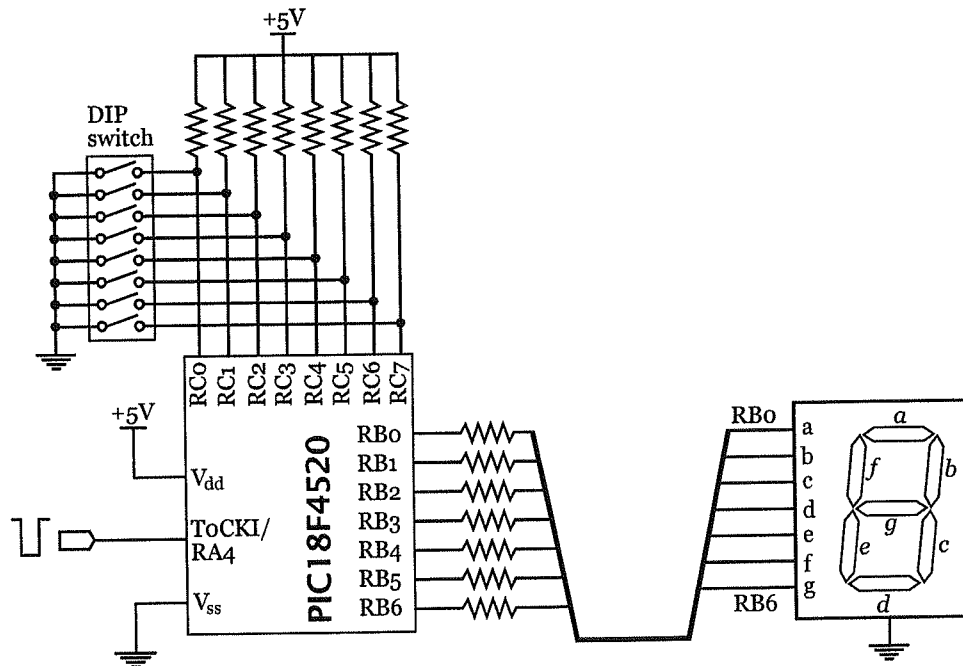 +5V
DIP
switch
RC0
RC1
RC2
RC3
RC4
RC5
RC6
RC7
+5V
Vdd
T0CKI/
RA4
Vss
PIC18F4520
RB0
RB1
RB2
RB3
RB4
RB5
RB6
RB0
RB6
a
b
c
d
e
f
g
a
f
b
g
e
c
d